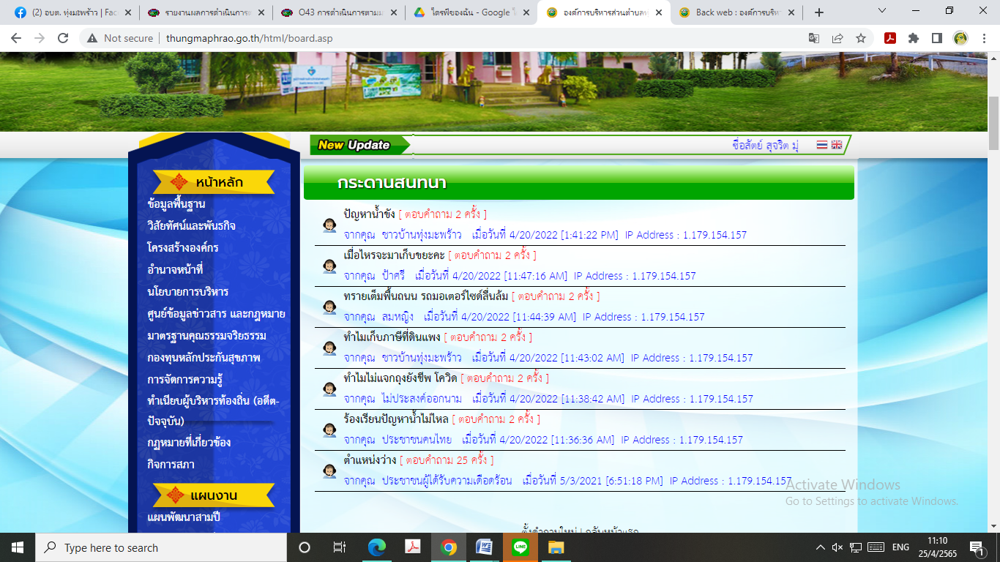 (2) อบต. ทุ่งมะพร้าว | Fac
รายงานผลการดำเนินการ
O43 การดำเนินการตามม
ไดรฟ์ของฉัน - Google ไ
องค์การบริหารส่วนตำบลท
Back web : องค์การบริห
Not secure
thungmaphrao.go.th/html/board.asp
New Update
ซื่อสัตย์ สุจริต มุ่
หน้าหลัก
ข้อมูลพื้นฐาน
วิสัยทัศน์และพันธกิจ
โครงสร้างองค์กร
อำนาจหน้าที่
นโยบายการบริหาร
ศูนย์ข้อมูลข่าวสาร และกฎหมาย
มาตรฐานคุณธรรมจริยธรรม
กองทุนหลักประกันสุขภาพ
การจัดการความรู้
ทำเนียบผู้บริหารท้องถิ่น (อดีต-
ปัจจุบัน)
กฏหมายที่เกี่ยวข้อง
กิจการสภา
แผนงาน
แผนพัฒนาสามปี
กระดานสนทนา
ปัญหาน้ำขัง [ ตอบคำถาม 2 ครั้ง ]
จากคุณ ชาวบ้านทุ่งมะพร้าว เมื่อวันที่ 4/20/2022 [1:41:22 PM] IP Address : 1.179.154.157
เมื่อไหรจะมาเก็บขยะคะ [ ตอบคำถาม 2 ครั้ง ]
จากคุณ ป้าศรี เมื่อวันที่ 4/20/2022 [11:47:16 AM] IP Address : 1.179.154.157
ทรายเต็มพื้นถนน รถมอเตอร์ไซด์ลื่นล้ม [ ตอบคำถาม 2 ครั้ง ]
จากคุณ สมหญิง เมื่อวันที่ 4/20/2022 [11:44:39 AM] IP Address : 1.179.154.157
ทำไมเก็บภาษีที่ดินแพง [ ตอบคำถาม 2 ครั้ง ]
จากคุณ ชาวบ้านทุ่งมะพร้าว เมื่อวันที่ 4/20/2022 [11:43:02 AM] IP Address : 1.179.154.157
ทำไมไม่แจกถุงยังชีพ โควิด [ ตอบคำถาม 2 ครั้ง ]
จากคุณ ไม่ประสงค์ออกนาม เมื่อวันที่ 4/20/2022 [11:38:42 AM] IP Address : 1.179.154.157
ร้องเรียนปัญหาน้ำไม่ไหล [ ตอบคำถาม 2 ครั้ง ]
จากคุณ ประชาชนคนไทย เมื่อวันที่ 4/20/2022 [11:36:36 AM] IP Address : 1.179.154.157
ตำแหน่งว่าง [ ตอบคำถาม 25 ครั้ง ]
จากคุณ ประชาชนผู้ได้รับความเดือดร้อน เมื่อวันที่ 5/3/2021 [6:51:18 PM] IP Address : 1.179.154.157
ตั้งคำถามใหม่ | กลับหน้าแรก
Activate Windows
Go to Settings to activate Windows.
Type here to search
ENG
11:10
25/4/2565
1